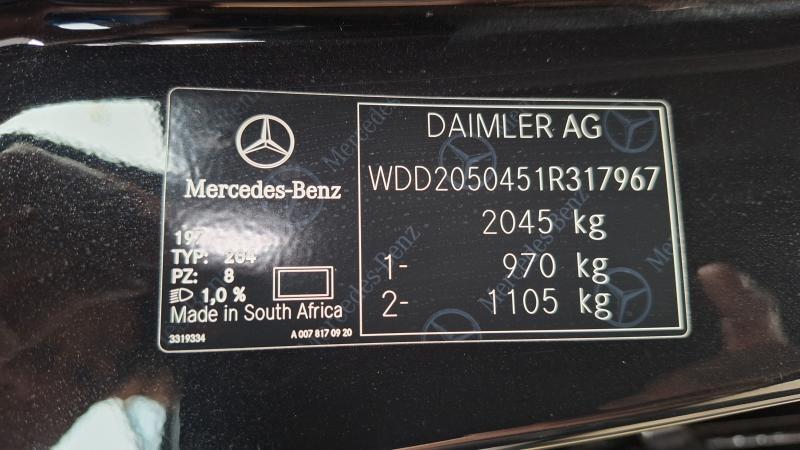 Mercedes-Benz
197
TYP: 204
PZ: 8
1,0 %
Made in South Africa
3319334
A 007 817 09 20
DAIMLER AG
WDD2050451R317967
2045 kg
1- 970 kg
2- 1105 kg